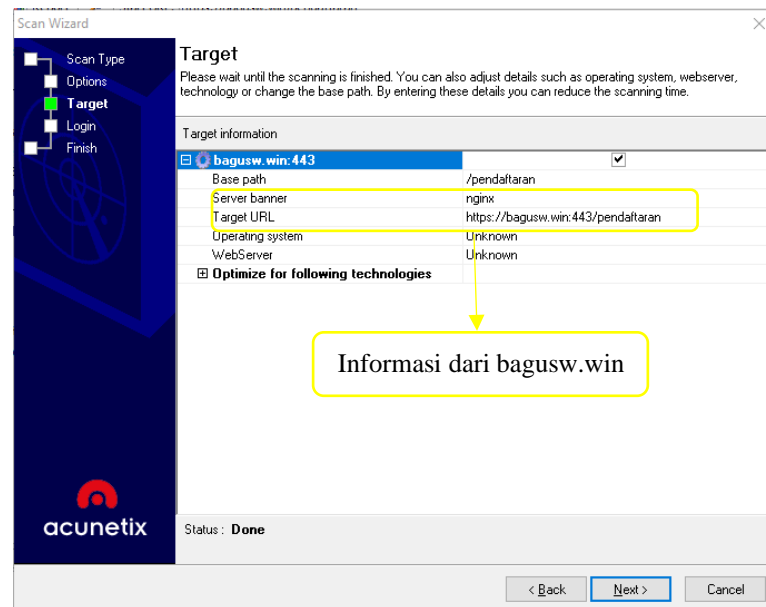 Scan Wizard
Scan Type
Options
Target
Login
Finish
Target
Please wait until the scanning is finished. You can also adjust details such as operating system, webserver,
technology or change the base path. By entering these details you can reduce the scanning time.
Target information
bagusw.win:443
Base path /pendaftaran
Server banner nginx
Target URL https://bagusw.win:443/pendaftaran
Operating system Unknown
WebServer Unknown
Optimize for following technologies
Informasi dari bagusw.win
acunetix
Status : Done
< Back Next > Cancel